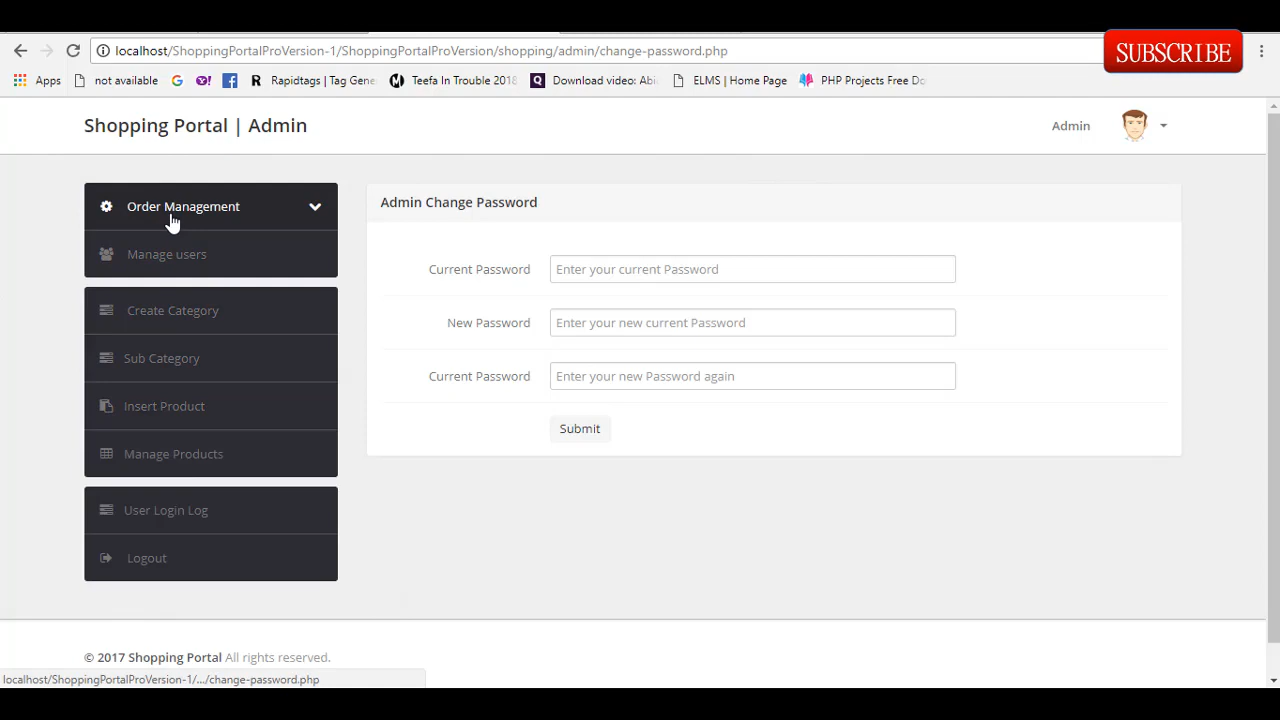 localhost/ShoppingPortalProVersion-1/ShoppingPortalProVersion/shopping/admin/change-password.php
SUBSCRIBE
Apps not available Rapidtags | Tag Gene Teefa In Trouble 2018 Download video: Abi ELMS | Home Page PHP Projects Free Do
Shopping Portal | Admin
Admin
Order Management
Manage users
Create Category
Sub Category
Insert Product
Manage Products
User Login Log
Logout
Admin Change Password
Current Password Enter your current Password
New Password Enter your new current Password
Current Password Enter your new Password again
Submit
© 2017 Shopping Portal All rights reserved.
localhost/ShoppingPortalProVersion-1/.../change-password.php